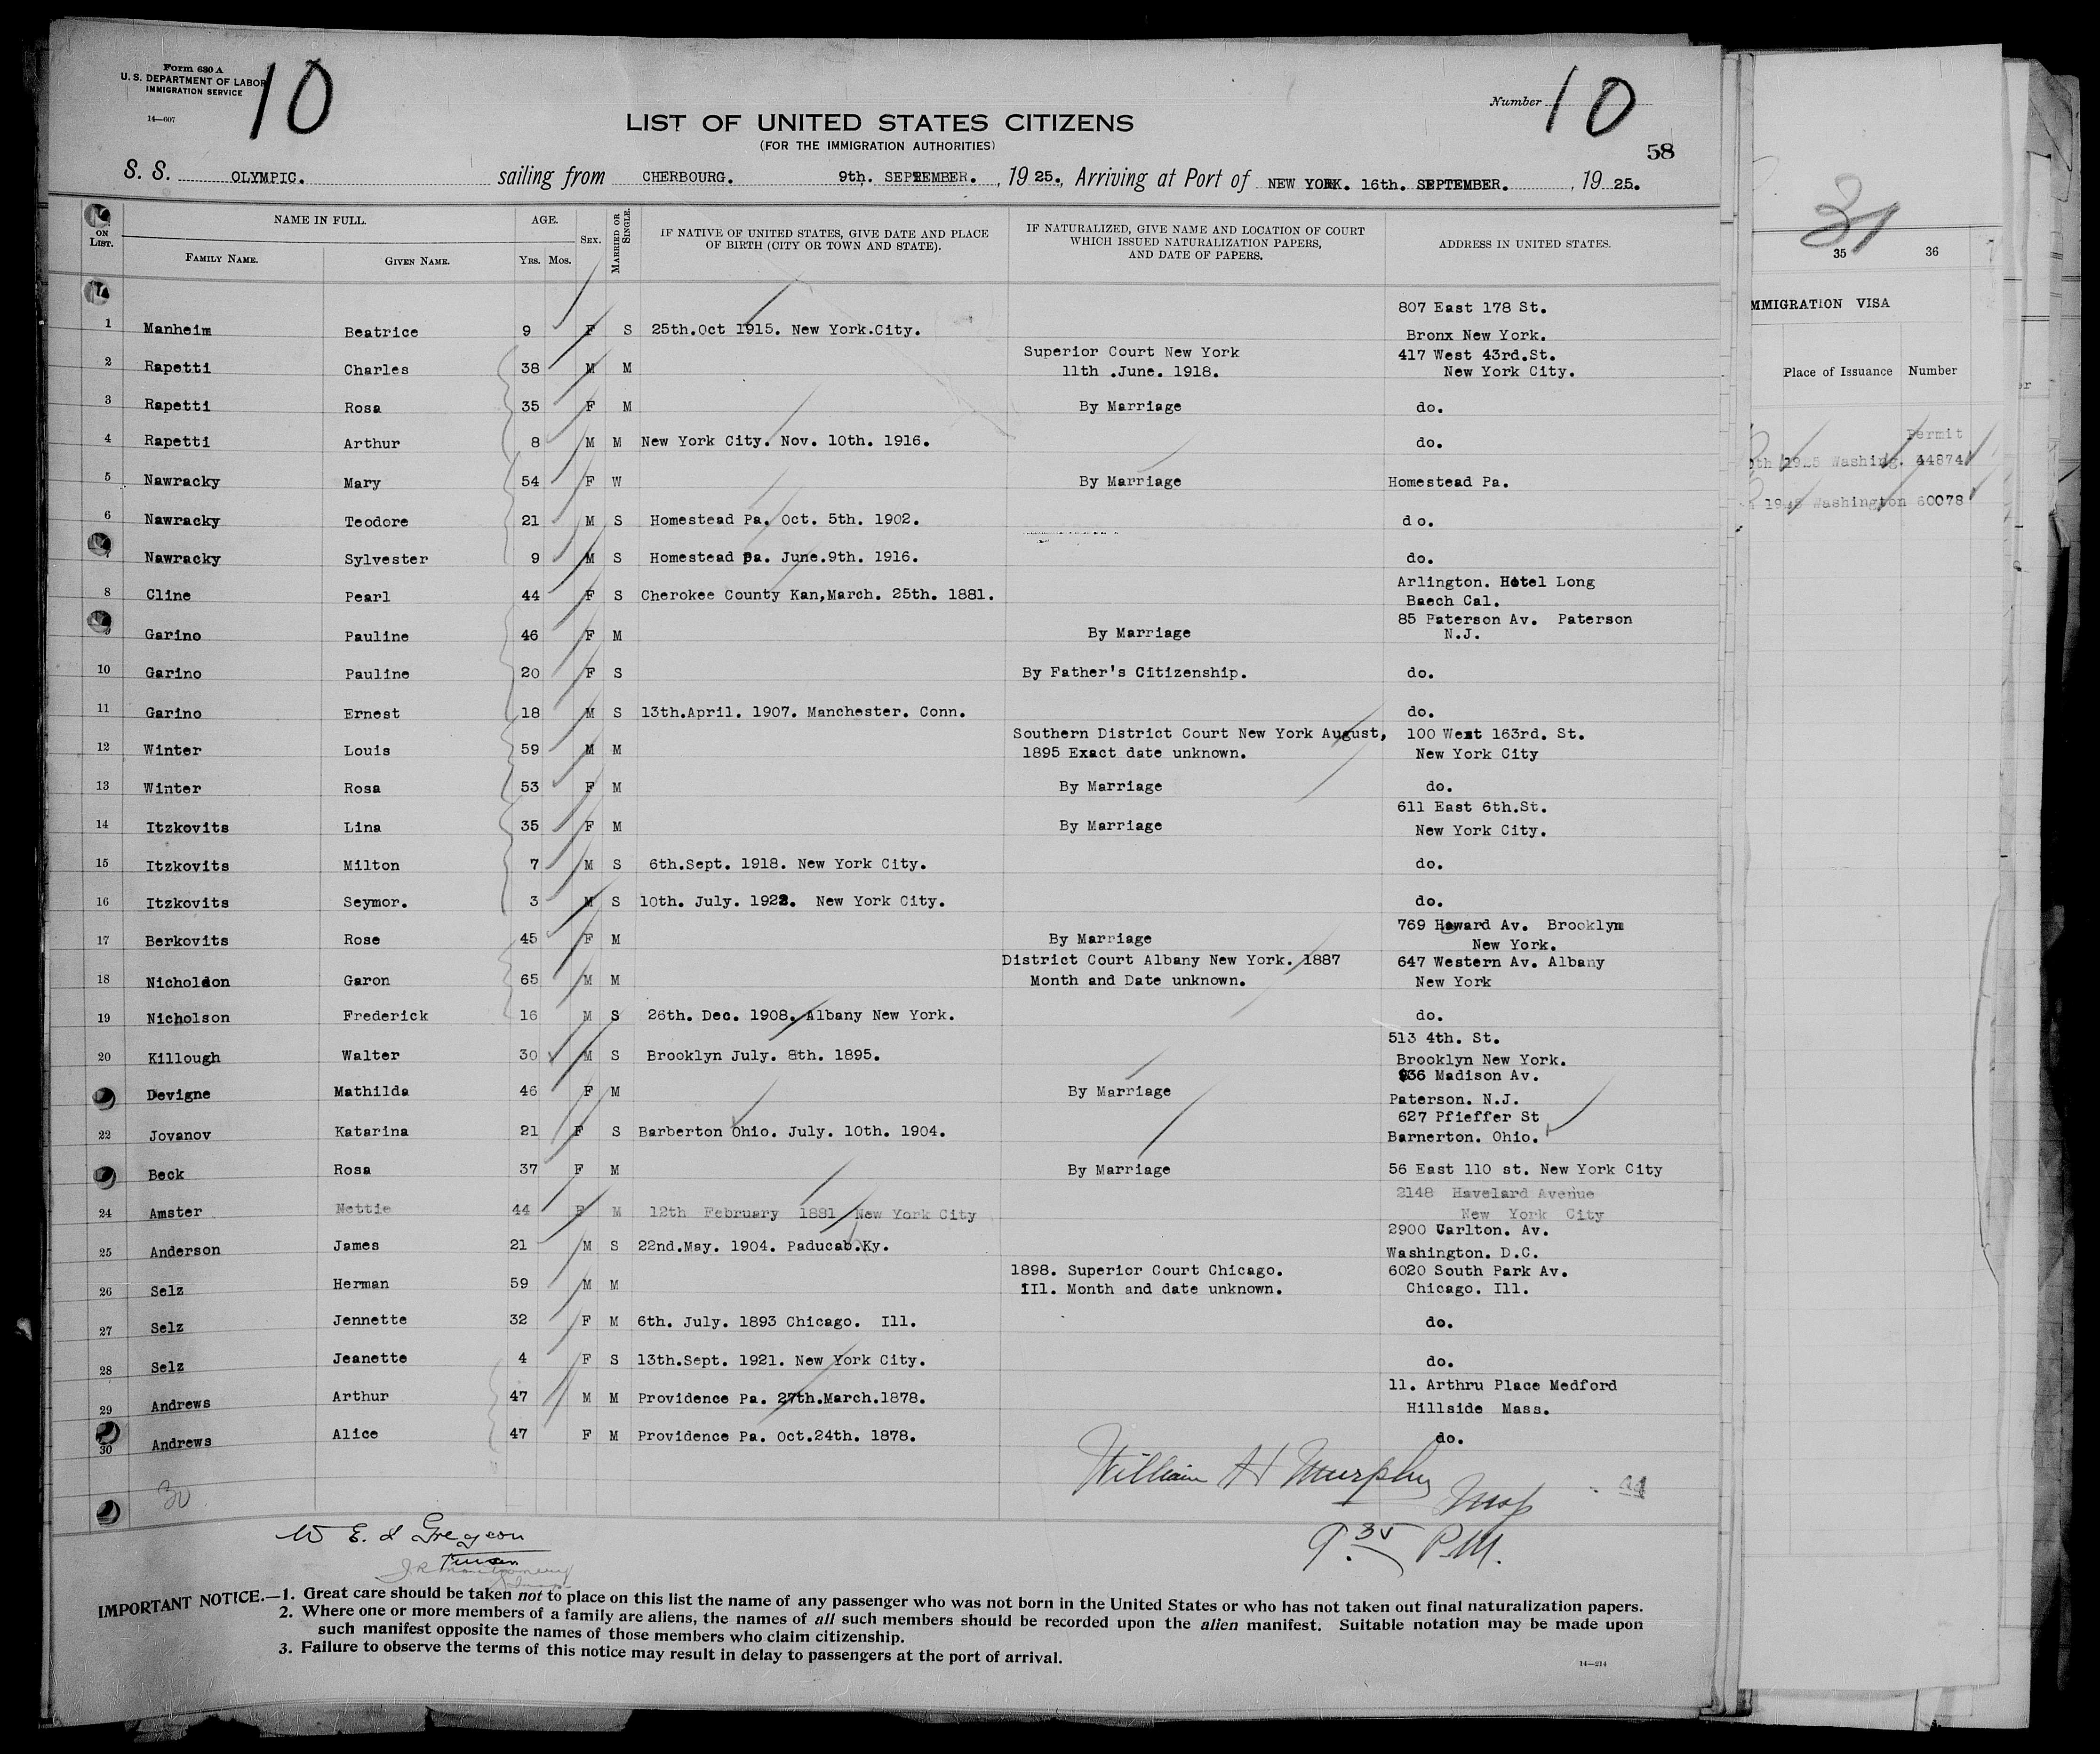 Form 630 A
U. S. DEPARTMENT OF LABOR
IMMIGRATION SERVICE
14—607
10
Number 10
LIST OF UNITED STATES CITIZENS
(FOR THE IMMIGRATION AUTHORITIES)
58
S. S. OLYMPIC. sailing from CHERBOURG. 9th. SEPTEMBER. , 19 25. , Arriving at Port of NEW YORK. 16th. SEPTEMBER. , 19 25.
ON LIST. NAME IN FULL. AGE. SEX. MARRIED OR SINGLE. IF NATIVE OF UNITED STATES, GIVE DATE AND PLACE OF BIRTH (CITY OR TOWN AND STATE). IF NATURALIZED, GIVE NAME AND LOCATION OF COURT WHICH ISSUED NATURALIZATION PAPERS, AND DATE OF PAPERS. ADDRESS IN UNITED STATES.
FAMILY NAME. GIVEN NAME. YRS. MOS.
807 East 178 St.
1 Manheim Beatrice 9 F S 25th.Oct 1915. New York.City. Bronx New York.
Superior Court New York 417 West 43rd.St.
2 Rapetti Charles 38 M M 11th .June. 1918. New York City.
3 Rapetti Rosa 35 F M By Marriage do.
4 Rapetti Arthur 8 M M New York City. Nov. 10th. 1916. do.
5 Nawracky Mary 54 F W By Marriage Homestead Pa.
6 Nawracky Teodore 21 M S Homestead Pa. Oct. 5th. 1902. do.
Nawracky Sylvester 9 M S Homestead Pa. June.9th. 1916. do.
Arlington. Hotel Long
8 Cline Pearl 44 F S Cherokee County Kan,March. 25th. 1881. Baech Cal.
85 Paterson Av. Paterson
Garino Pauline 46 F M By Marriage N.J.
10 Garino Pauline 20 F S By Father's Citizenship. do.
11 Garino Ernest 18 M S 13th.April. 1907. Manchester. Conn. do.
Southern District Court New York August, 100 West 163rd. St.
12 Winter Louis 59 M M 1895 Exact date unknown. New York City
13 Winter Rosa 53 F M By Marriage do.
611 East 6th.St.
14 Itzkovits Lina 35 F M By Marriage New York City.
15 Itzkovits Milton 7 M S 6th.Sept. 1918. New York City. do.
16 Itzkovits Seymor. 3 M S 10th. July. 1922. New York City. do.
769 Howard Av. Brooklyn
17 Berkovits Rose 45 F M By Marriage New York.
District Court Albany New York. 1887 647 Western Av. Albany
18 Nicholson Garon 65 M M Month and Date unknown. New York
19 Nicholson Frederick 16 M S 26th. Dec. 1908. Albany New York. do.
513 4th. St.
20 Killough Walter 30 M S Brooklyn July. 8th. 1895. Brooklyn New York.
936 Madison Av.
Devigne Mathilda 46 F M By Marriage Paterson. N.J.
627 Pfieffer St
22 Jovanov Katarina 21 F S Barberton Ohio. July. 10th. 1904. Barnerton. Ohio.
Beck Rosa 37 F M By Marriage 56 East 110 st. New York City
2148 Havelard Avenue
24 Amster Nettie 44 F M 12th February 1881 New York City New York City
2900 Carlton. Av.
25 Anderson James 21 M S 22nd.May. 1904. Paducah.Ky. Washington. D.C.
1898. Superior Court Chicago. 6020 South Park Av.
26 Selz Herman 59 M M Ill. Month and date unknown. Chicago. Ill.
27 Selz Jennette 32 F M 6th. July. 1893 Chicago. Ill. do.
28 Selz Jeanette 4 F S 13th.Sept. 1921. New York City. do.
11. Arthru Place Medford
29 Andrews Arthur 47 M M Providence Pa. 27th.March.1878. Hillside Mass.
30 Andrews Alice 47 F M Providence Pa. Oct.24th. 1878. do.
30
William H Murphy Insp
9.35 P.M.
IMPORTANT NOTICE.—1. Great care should be taken not to place on this list the name of any passenger who was not born in the United States or who has not taken out final naturalization papers.
2. Where one or more members of a family are aliens, the names of all such members should be recorded upon the alien manifest. Suitable notation may be made upon
such manifest opposite the names of those members who claim citizenship.
3. Failure to observe the terms of this notice may result in delay to passengers at the port of arrival.
14—214
31
35 36
MMIGRATION VISA
Place of Issuance Number
Permit
Washing. 44874
Washington 60078